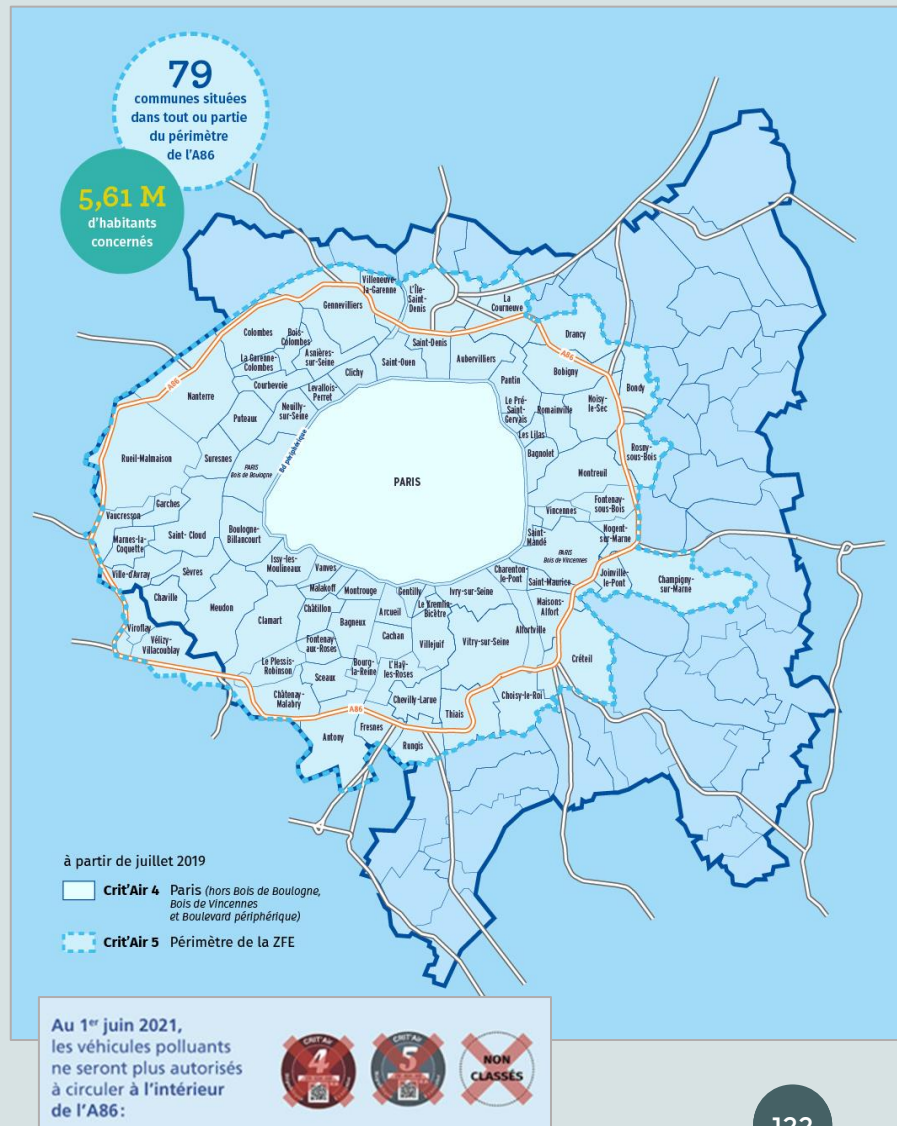 79
communes situées
dans tout ou partie
du périmètre
de l'A86
5,61 M
d'habitants
concernés
Villeneuve-
la-Garenne
L'Île-
Saint-
Denis
La
Courneuve
Gennevilliers
Colombes
Bois-
Colombes
Asnières-
sur-Seine
La Garenne-
Colombes
Clichy
Saint-Ouen
Saint-Denis
Aubervilliers
Drancy
A86
Bobigny
Bondy
A86
Nanterre
Courbevoie
Levallois-
Perret
Neuilly-
sur-Seine
Puteaux
Pantin
Le Pré-
Saint-
Gervais
Romainville
Noisy-
le-Sec
Les Lilas
Bagnolet
Rosny-
sous-Bois
Rueil-Malmaison
Suresnes
PARIS
Bois de Boulogne
Bd périphérique
PARIS
Montreuil
Garches
Vaucresson
Vincennes
Fontenay-
sous-Bois
Marnes-la-
Coquette
Saint- Cloud
Boulogne-
Billancourt
Saint-
Mandé
PARIS
Bois de Vincennes
Nogent-
sur-Marne
Ville-d'Avray
Sèvres
Issy-les-
Moulineaux
Vanves
Charenton-
le-Pont
Saint-Maurice
Joinville-
le-Pont
Champigny-
sur-Marne
Chaville
Meudon
Malakoff
Montrouge
Gentilly
Le Kremlin-
Bicêtre
Ivry-sur-Seine
Maisons-
Alfort
Viroflay
Vélizy-
Villacoublay
Clamart
Châtillon
Bagneux
Arcueil
Cachan
Villejuif
Vitry-sur-Seine
Alfortville
Créteil
Fontenay-
aux-Roses
Le Plessis-
Robinson
Sceaux
Bourg-
la-Reine
L'Haÿ-
les-Roses
Châtenay-
Malabry
Chevilly-Larue
Thiais
Choisy-le-Roi
A86
Antony
Fresnes
Rungis
à partir de juillet 2019
Crit'Air 4 Paris (hors Bois de Boulogne,
Bois de Vincennes
et Boulevard périphérique)
Crit'Air 5 Périmètre de la ZFE
Au 1er juin 2021,
les véhicules polluants
ne seront plus autorisés
à circuler à l'intérieur
de l'A86 :
CRIT'Air
4
CRIT'Air
5
NON
CLASSÉS
122